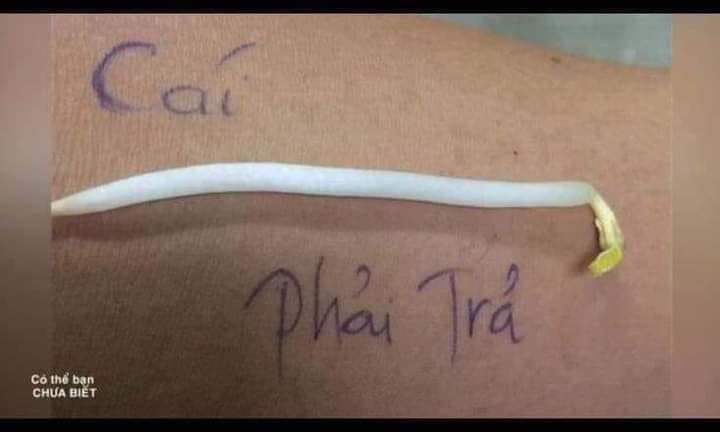 Cái
Phải Trả
Có thể bạn
CHƯA BIẾT